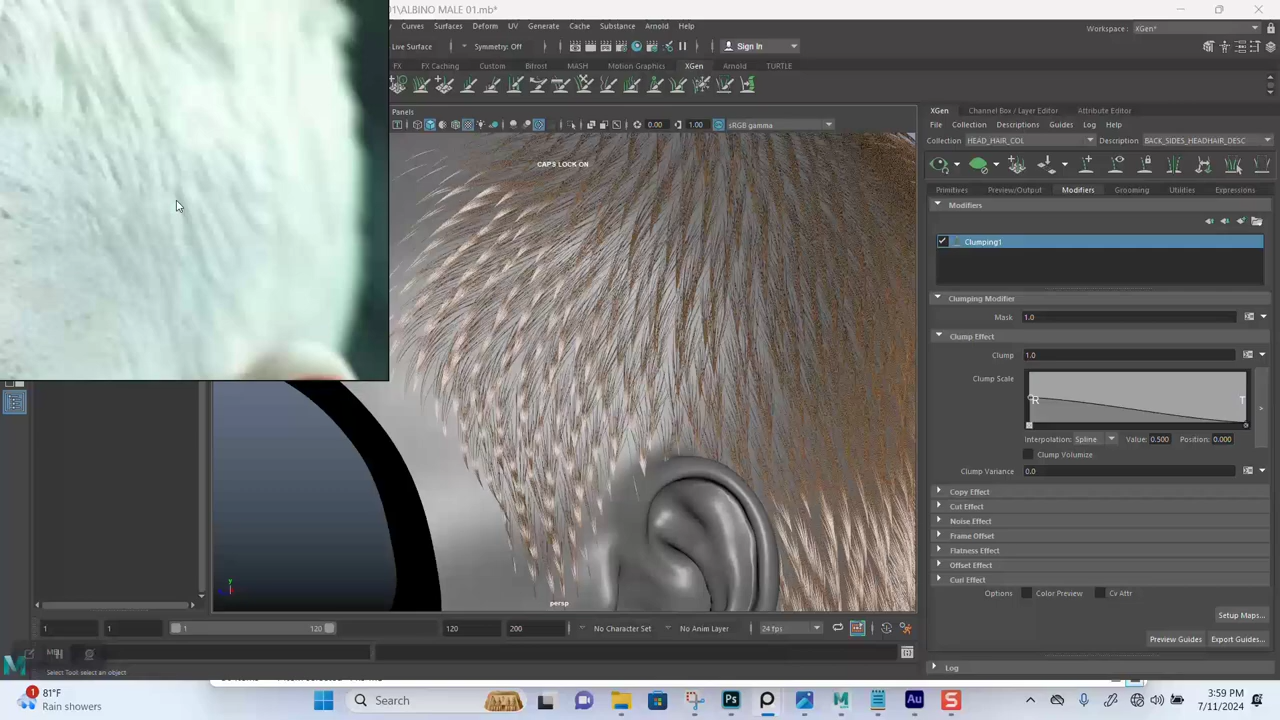 01\ALBINO MALE 01.mb*
Workspace: XGen*
Curves Surfaces Deform UV Generate Cache Substance Arnold Help
Live Surface Symmetry: Off Sign In
FX FX Caching Custom Bifrost MASH Motion Graphics XGen Arnold TURTLE
XGen Channel Box / Layer Editor Attribute Editor
Panels
File Collection Descriptions Guides Log Help
0.00 1.00 sRGB gamma
Collection HEAD_HAIR_COL Description BACK_SIDES_HEADHAIR_DESC
CAPS LOCK ON
Primitives Preview/Output Modifiers Grooming Utilities Expressions
Modifiers
Clumping1
Clumping Modifier
Mask 1.0
Clump Effect
Clump 1.0
Clump Scale
R T
Interpolation: Spline Value: 0.500 Position: 0.000
Clump Volumize
Clump Variance 0.0
Copy Effect
Cut Effect
Noise Effect
Frame Offset
Flatness Effect
Offset Effect
Curl Effect
Options Color Preview Cv Attr
y
persp
Setup Maps...
1 1 1 120 120 200 No Character Set No Anim Layer 24 fps
Preview Guides Export Guides...
Log
Select Tool: select an object
1 81°F
Rain showers
Search
Ps Au S
3:59 PM
7/11/2024